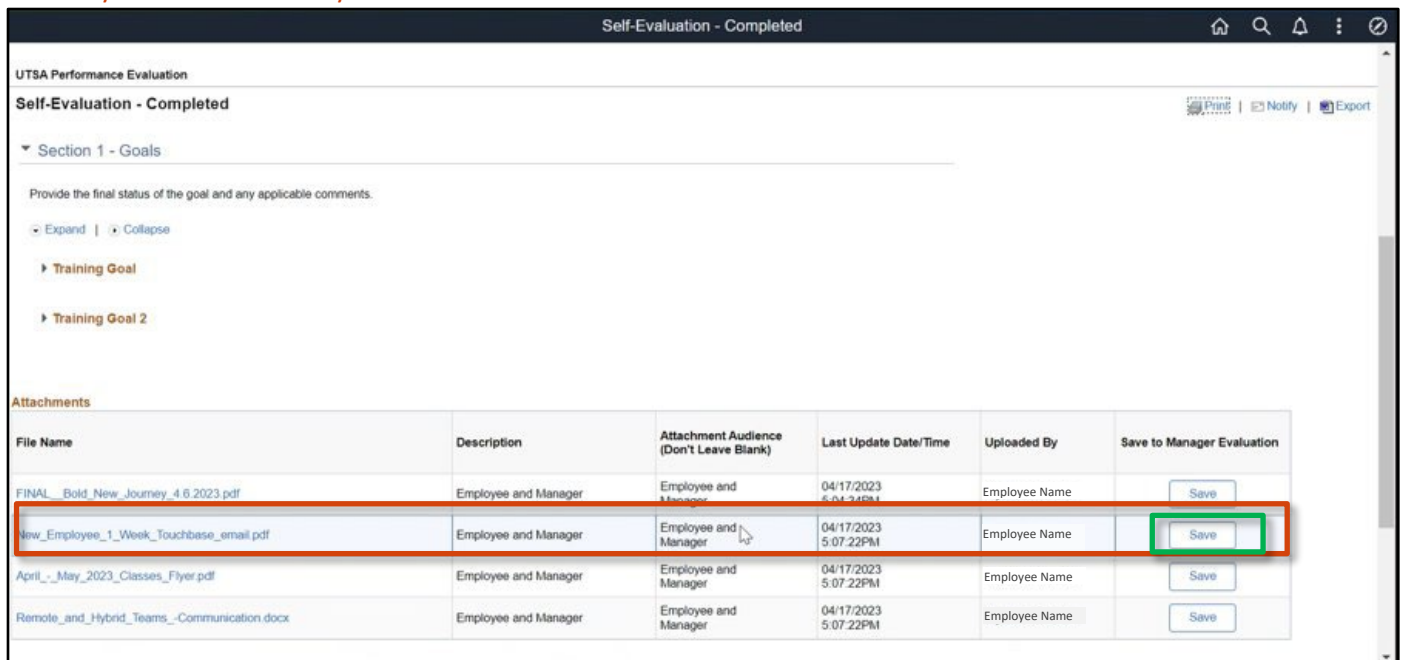 Self-Evaluation - Completed
UTSA Performance Evaluation
Self-Evaluation - Completed
Print | Notify | Export
Section 1 - Goals
Provide the final status of the goal and any applicable comments.
Expand | Collapse
Training Goal
Training Goal 2
Attachments
File Name Description Attachment Audience (Don't Leave Blank) Last Update Date/Time Uploaded By Save to Manager Evaluation
FINAL__Bold_New_Journey_4.6.2023.pdf Employee and Manager Employee and Manager 04/17/2023 5:04:34PM Employee Name Save
New_Employee_1_Week_Touchbase_email.pdf Employee and Manager Employee and Manager 04/17/2023 5:07:22PM Employee Name Save
April_-_May_2023_Classes_Flyer.pdf Employee and Manager Employee and Manager 04/17/2023 5:07:22PM Employee Name Save
Remote_and_Hybrid_Teams_-Communication.docx Employee and Manager Employee and Manager 04/17/2023 5:07:22PM Employee Name Save